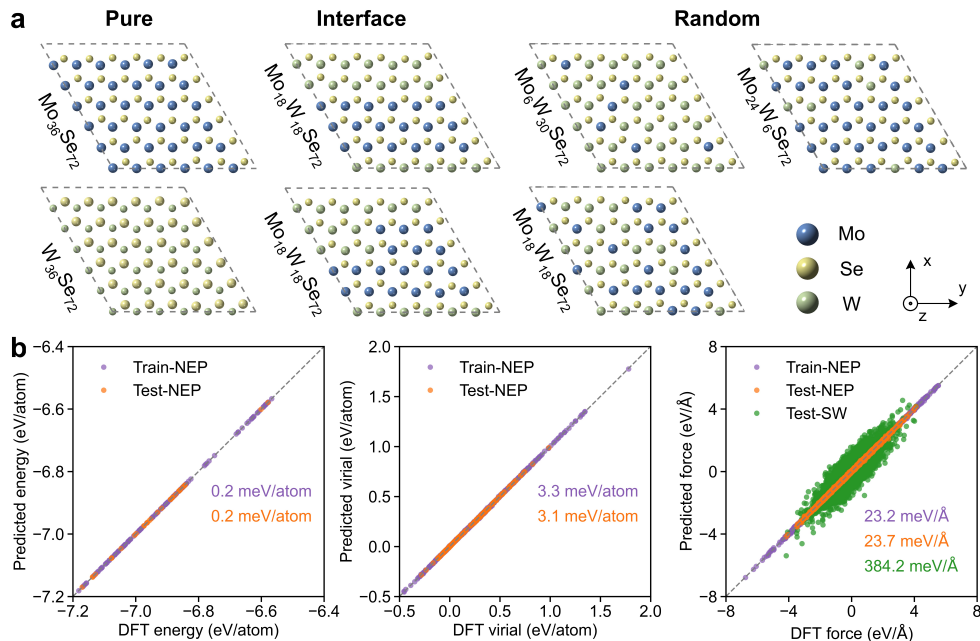 a
Pure
Interface
Random
Mo36Se72
Mo18W18Se72
Mo6W30Se72
Mo24W6Se72
W36Se72
Mo18W18Se72
Mo18W18Se72
Mo
Se
W
x
y
z
b
−6.4
−6.6
−6.8
−7.0
−7.2
Predicted energy (eV/atom)
Train-NEP
Test-NEP
0.2 meV/atom
0.2 meV/atom
−7.2 −7.0 −6.8 −6.6 −6.4
DFT energy (eV/atom)
2.0
1.5
1.0
0.5
0.0
−0.5
Predicted virial (eV/atom)
Train-NEP
Test-NEP
3.3 meV/atom
3.1 meV/atom
−0.5 0.0 0.5 1.0 1.5 2.0
DFT virial (eV/atom)
8
4
0
−4
−8
Predicted force (eV/Å)
Train-NEP
Test-NEP
Test-SW
23.2 meV/Å
23.7 meV/Å
384.2 meV/Å
−8 −4 0 4 8
DFT force (eV/Å)